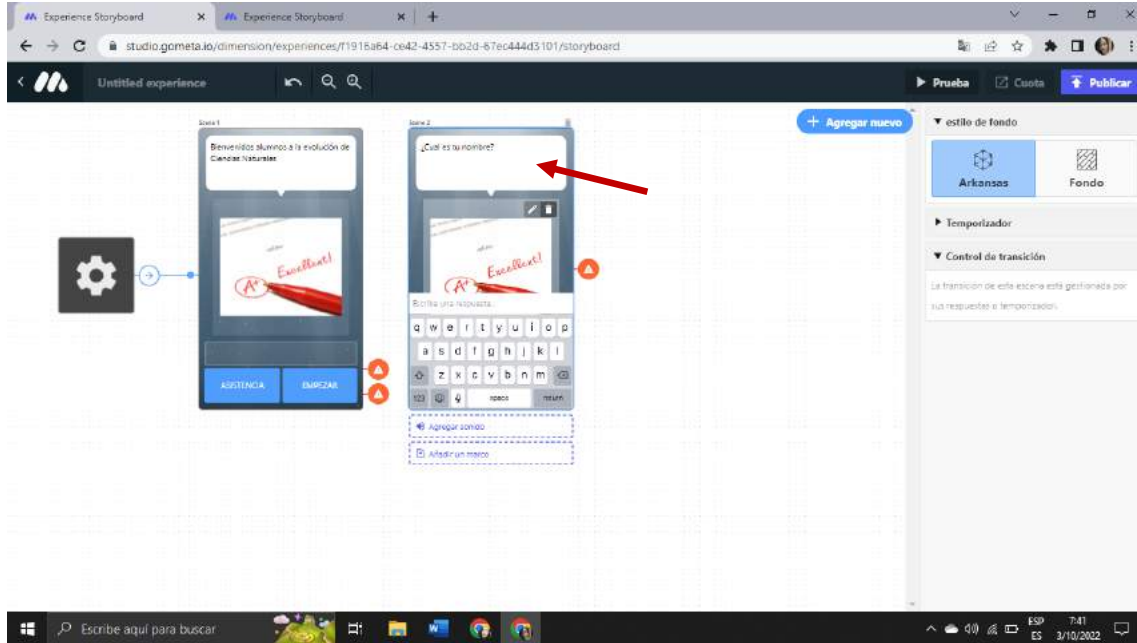 Experience Storyboard
Experience Storyboard
studio.gometa.io/dimension/experiences/f1916a64-ce42-4557-bb2d-67ec444d3101/storyboard
Untitled experience
Prueba
Cuota
Publicar
Scene 1
Scene 2
+ Agregar nuevo
estilo de fondo
Bienvenidos alumnos a la evolución de
Ciencias Naturales
¿Cual es tu nombre?
Arkansas
Fondo
Temporizador
Control de transición
La transición de esta escena está gestionada por
sus respuestas o temporizador.
Excellent!
A+
Excellent!
A+
Escriba una respuesta...
q w e r t y u i o p
a s d f g h j k l
z x c v b n m
123
space
return
ASISTENCIA
EMPEZAR
Agregar sonido
Añadir un marco
Escribe aquí para buscar
ESP
ES
7:41
3/10/2022